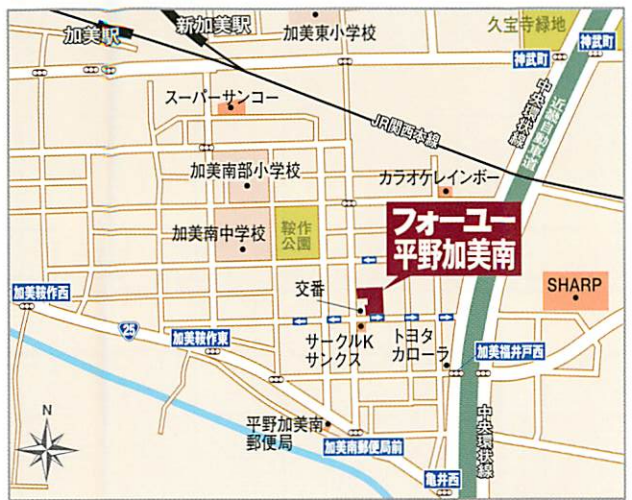 加美駅
新加美駅
加美東小学校
久宝寺緑地
神武町
神武町
中央環状線
近畿自動車道
スーパーサンコー
JR関西本線
加美南部小学校
カラオケレインボー
加美南中学校
鞍作
公園
フォーユー
平野加美南
SHARP
加美鞍作西
交番
25
加美鞍作東
サークルK
サンクス
トヨタ
カローラ
加美福井戸西
N
平野加美南
郵便局
加美南郵便局前
中央環状線
亀井西